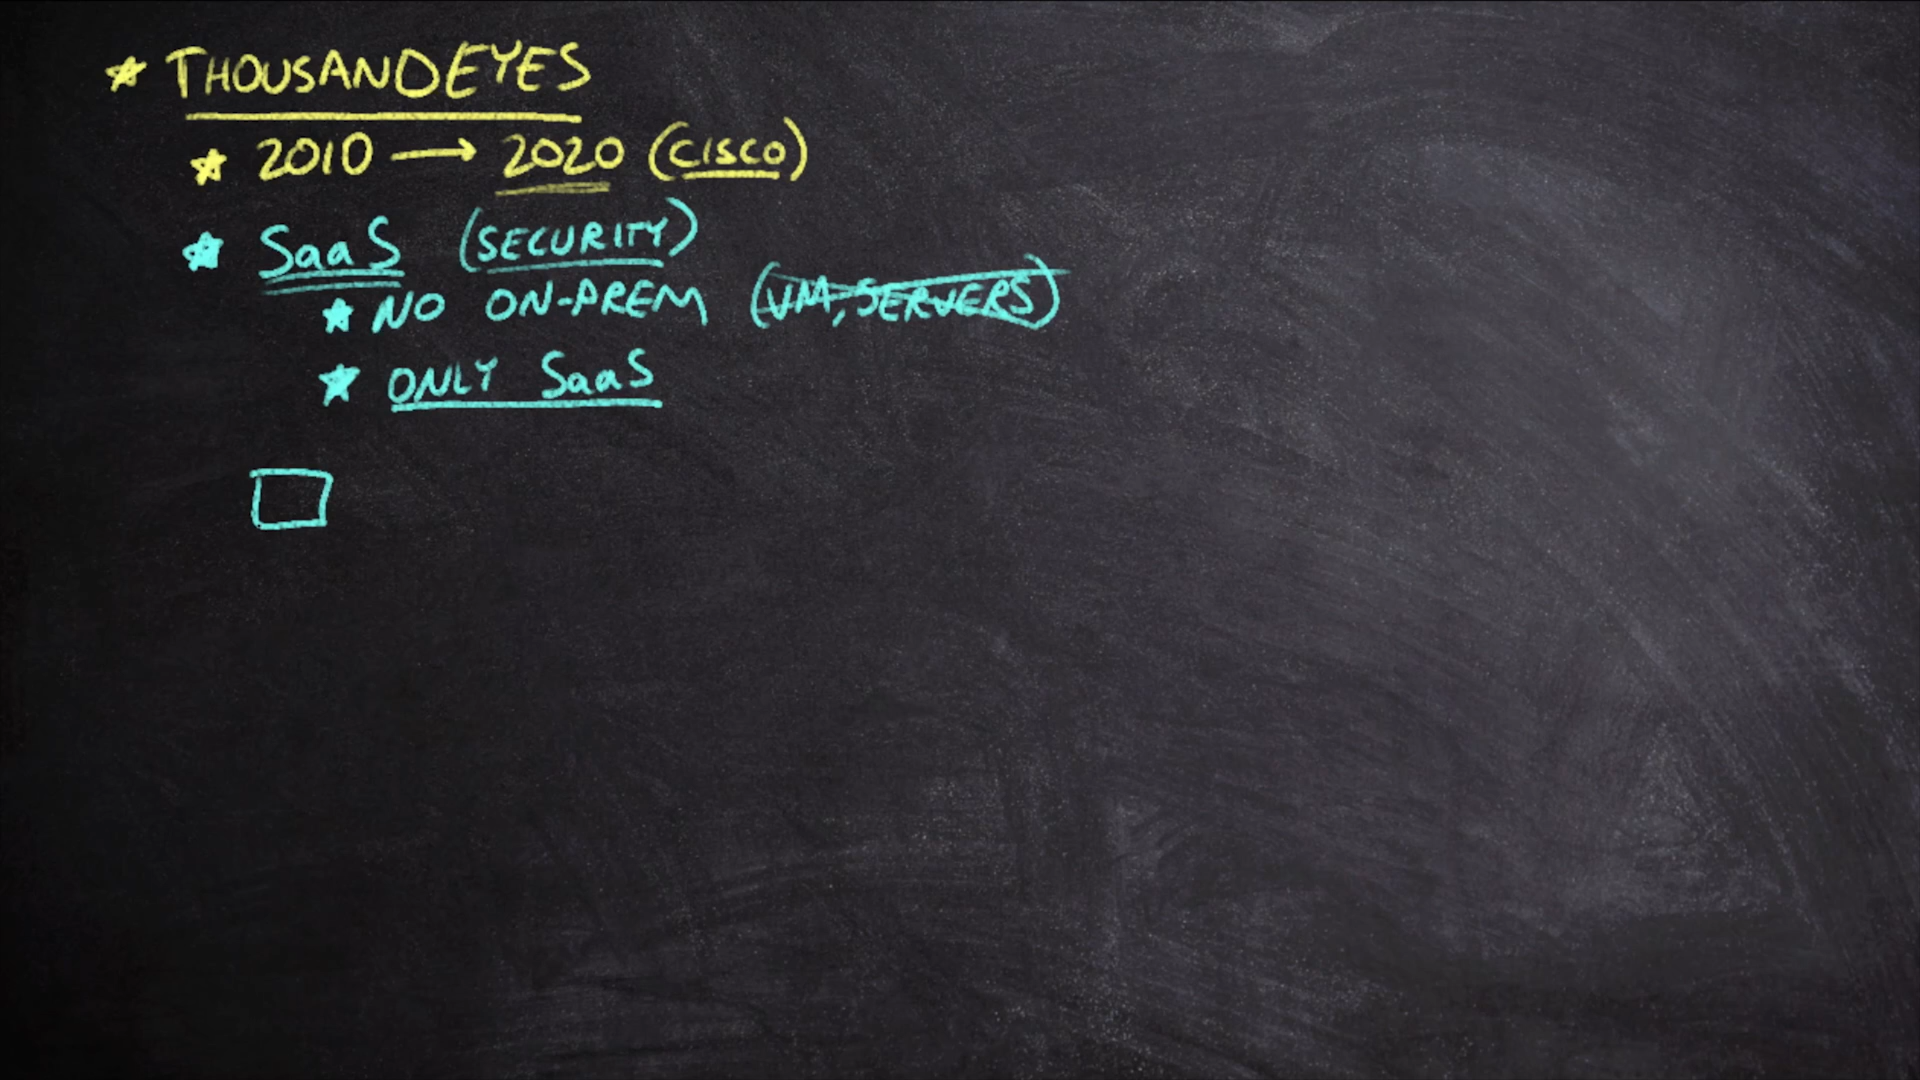 THOUSANDEYES
2010 → 2020 (CISCO)
SaaS (SECURITY)
NO ON-PREM (VM, SERVERS)
ONLY SaaS